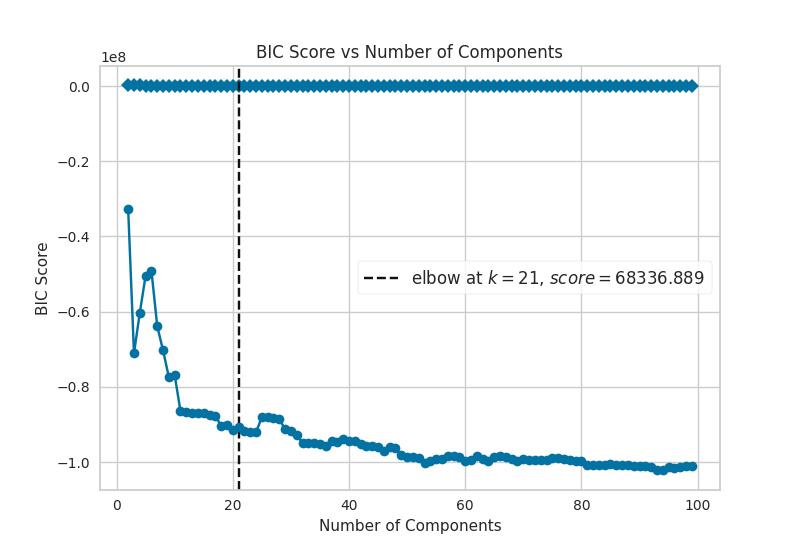 BIC Score vs Number of Components
1e8
0.0
−0.2
−0.4
−0.6
−0.8
−1.0
BIC Score
elbow at k = 21, score = 68336.889
0 20 40 60 80 100
Number of Components